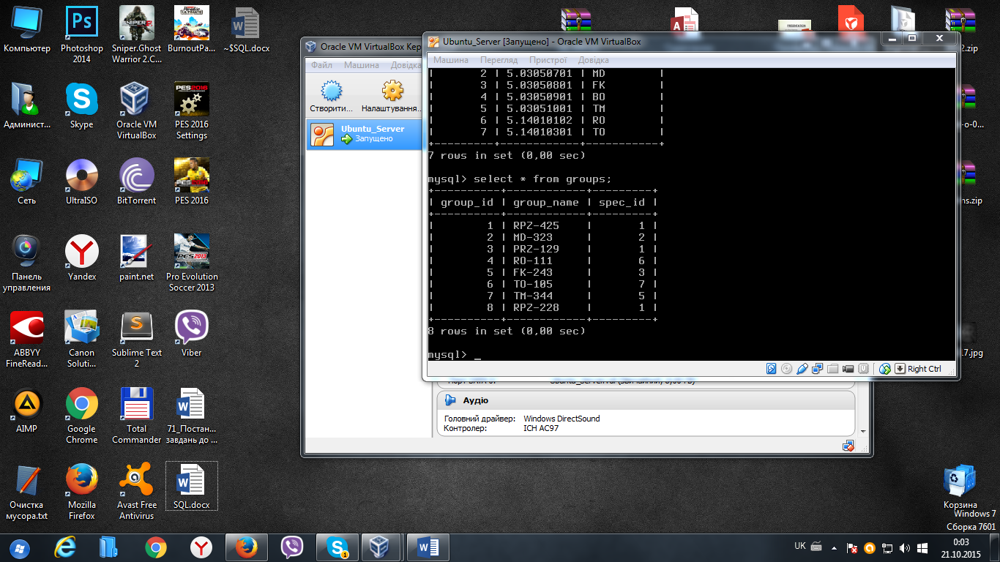 Компьютер
Photoshop
2014
Sniper.Ghost
Warrior 2.C...
BurnoutPa...
~$SQL.docx
Админист...
Skype
Oracle VM
VirtualBox
PES 2016
Settings
Сеть
UltraISO
BitTorrent
PES 2016
Панель
управления
Yandex
paint.net
Pro Evolution
Soccer 2013
ABBYY
FineRead...
Canon
Soluti...
Sublime Text
2
Viber
AIMP
Google
Chrome
Total
Commander
71_Постан...
завдань до ...
Очистка
мусора.txt
Mozilla
Firefox
Avast Free
Antivirus
SQL.docx
Oracle VM VirtualBox Кер
Файл Машина Довідка
Створити... Налаштування...
Ubuntu_Server
Запущено
Ubuntu_Server [Запущено] - Oracle VM VirtualBox
Машина Перегляд Пристрої Довідка
| 2 | 5.03050701 | MD |
| 3 | 5.03050801 | FK |
| 4 | 5.03050901 | BO |
| 5 | 5.03051001 | TM |
| 6 | 5.14010102 | RO |
| 7 | 5.14010301 | TO |
+----------+------------+-----------+
7 rows in set (0,00 sec)
mysql> select * from groups;
+----------+------------+---------+
| group_id | group_name | spec_id |
+----------+------------+---------+
| 1 | RPZ-425 | 1 |
| 2 | MD-323 | 2 |
| 3 | PRZ-129 | 1 |
| 4 | RO-111 | 6 |
| 5 | FK-243 | 3 |
| 6 | TO-105 | 7 |
| 7 | TM-344 | 5 |
| 8 | RPZ-228 | 1 |
+----------+------------+---------+
8 rows in set (0,00 sec)
mysql> _
Right Ctrl
Аудіо
Головний драйвер: Windows DirectSound
Контролер: ICH AC97
2.zip
-o-0...
ns.zip
.7.jpg
Корзина
Windows 7
Сборка 7601
UK
0:03
21.10.2015